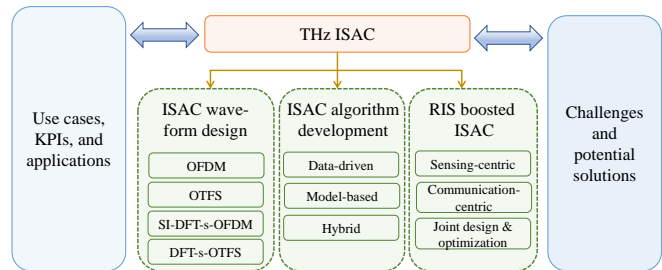 THz ISAC
Use cases,
KPIs, and
applications
ISAC wave-
form design
OFDM
OTFS
SI-DFT-s-OFDM
DFT-s-OTFS
ISAC algorithm
development
Data-driven
Model-based
Hybrid
RIS boosted
ISAC
Sensing-centric
Communication-
centric
Joint design &
optimization
Challenges
and
potential
solutions